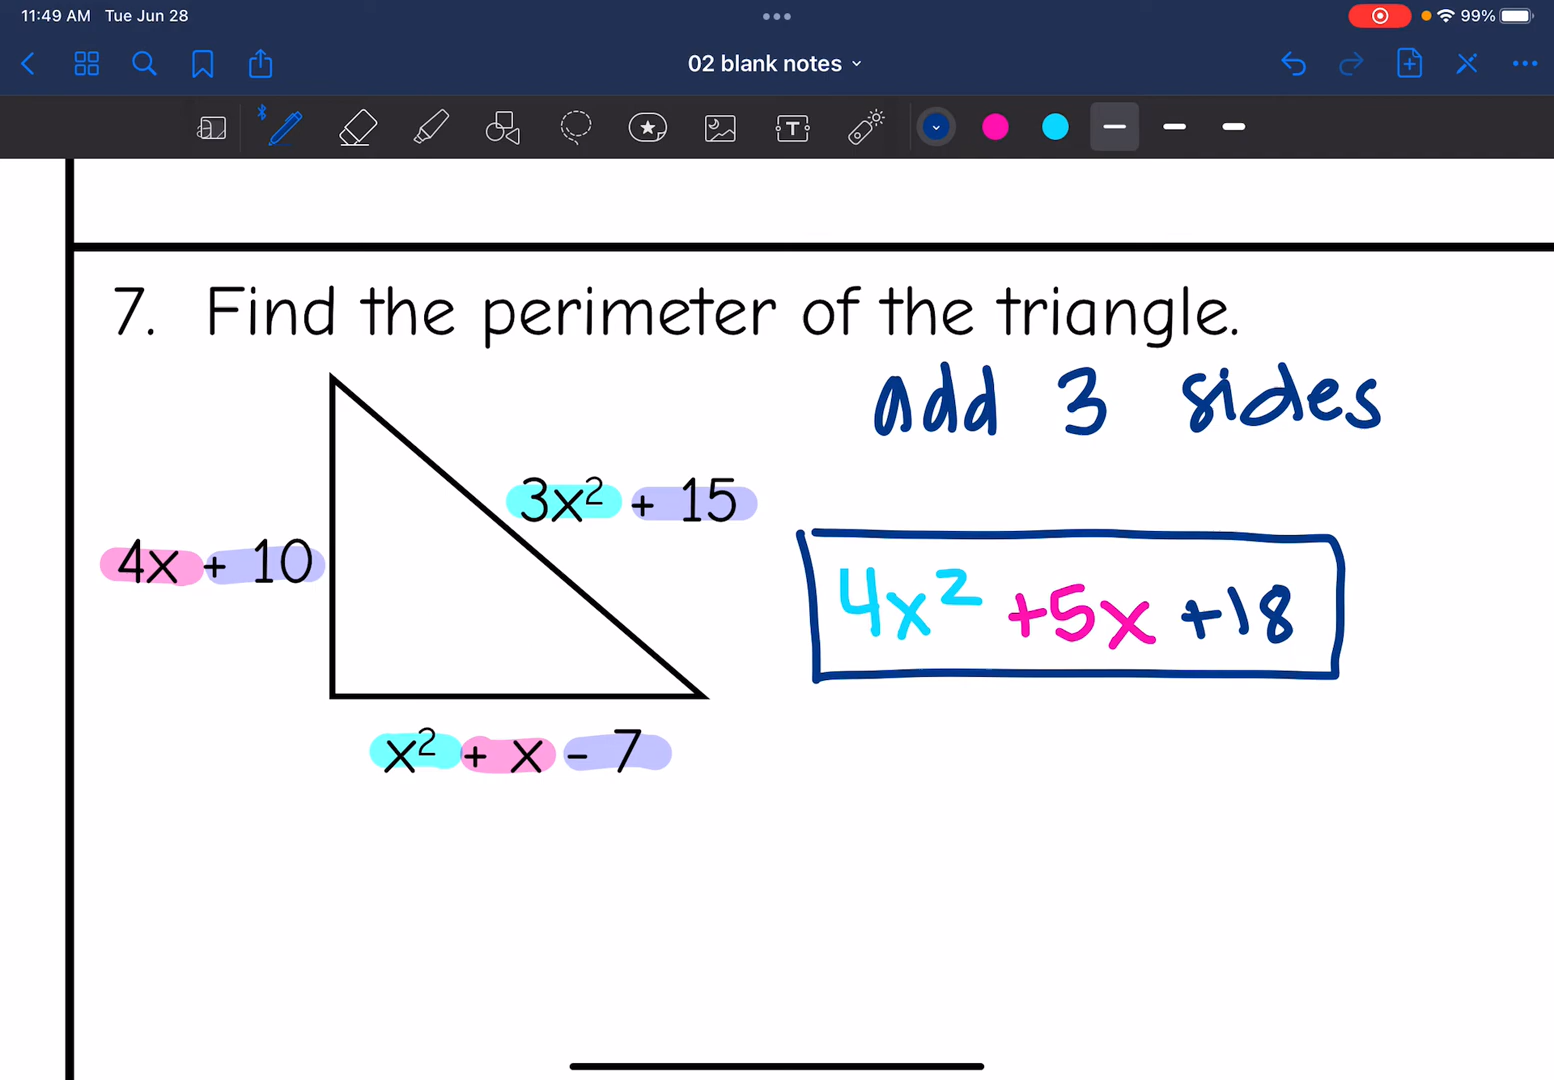 11:49 AM Tue Jun 28
99%
02 blank notes
T
7. Find the perimeter of the triangle.
add 3 sides
3x² + 15
4x + 10
4x² +5x +18
x² + x - 7